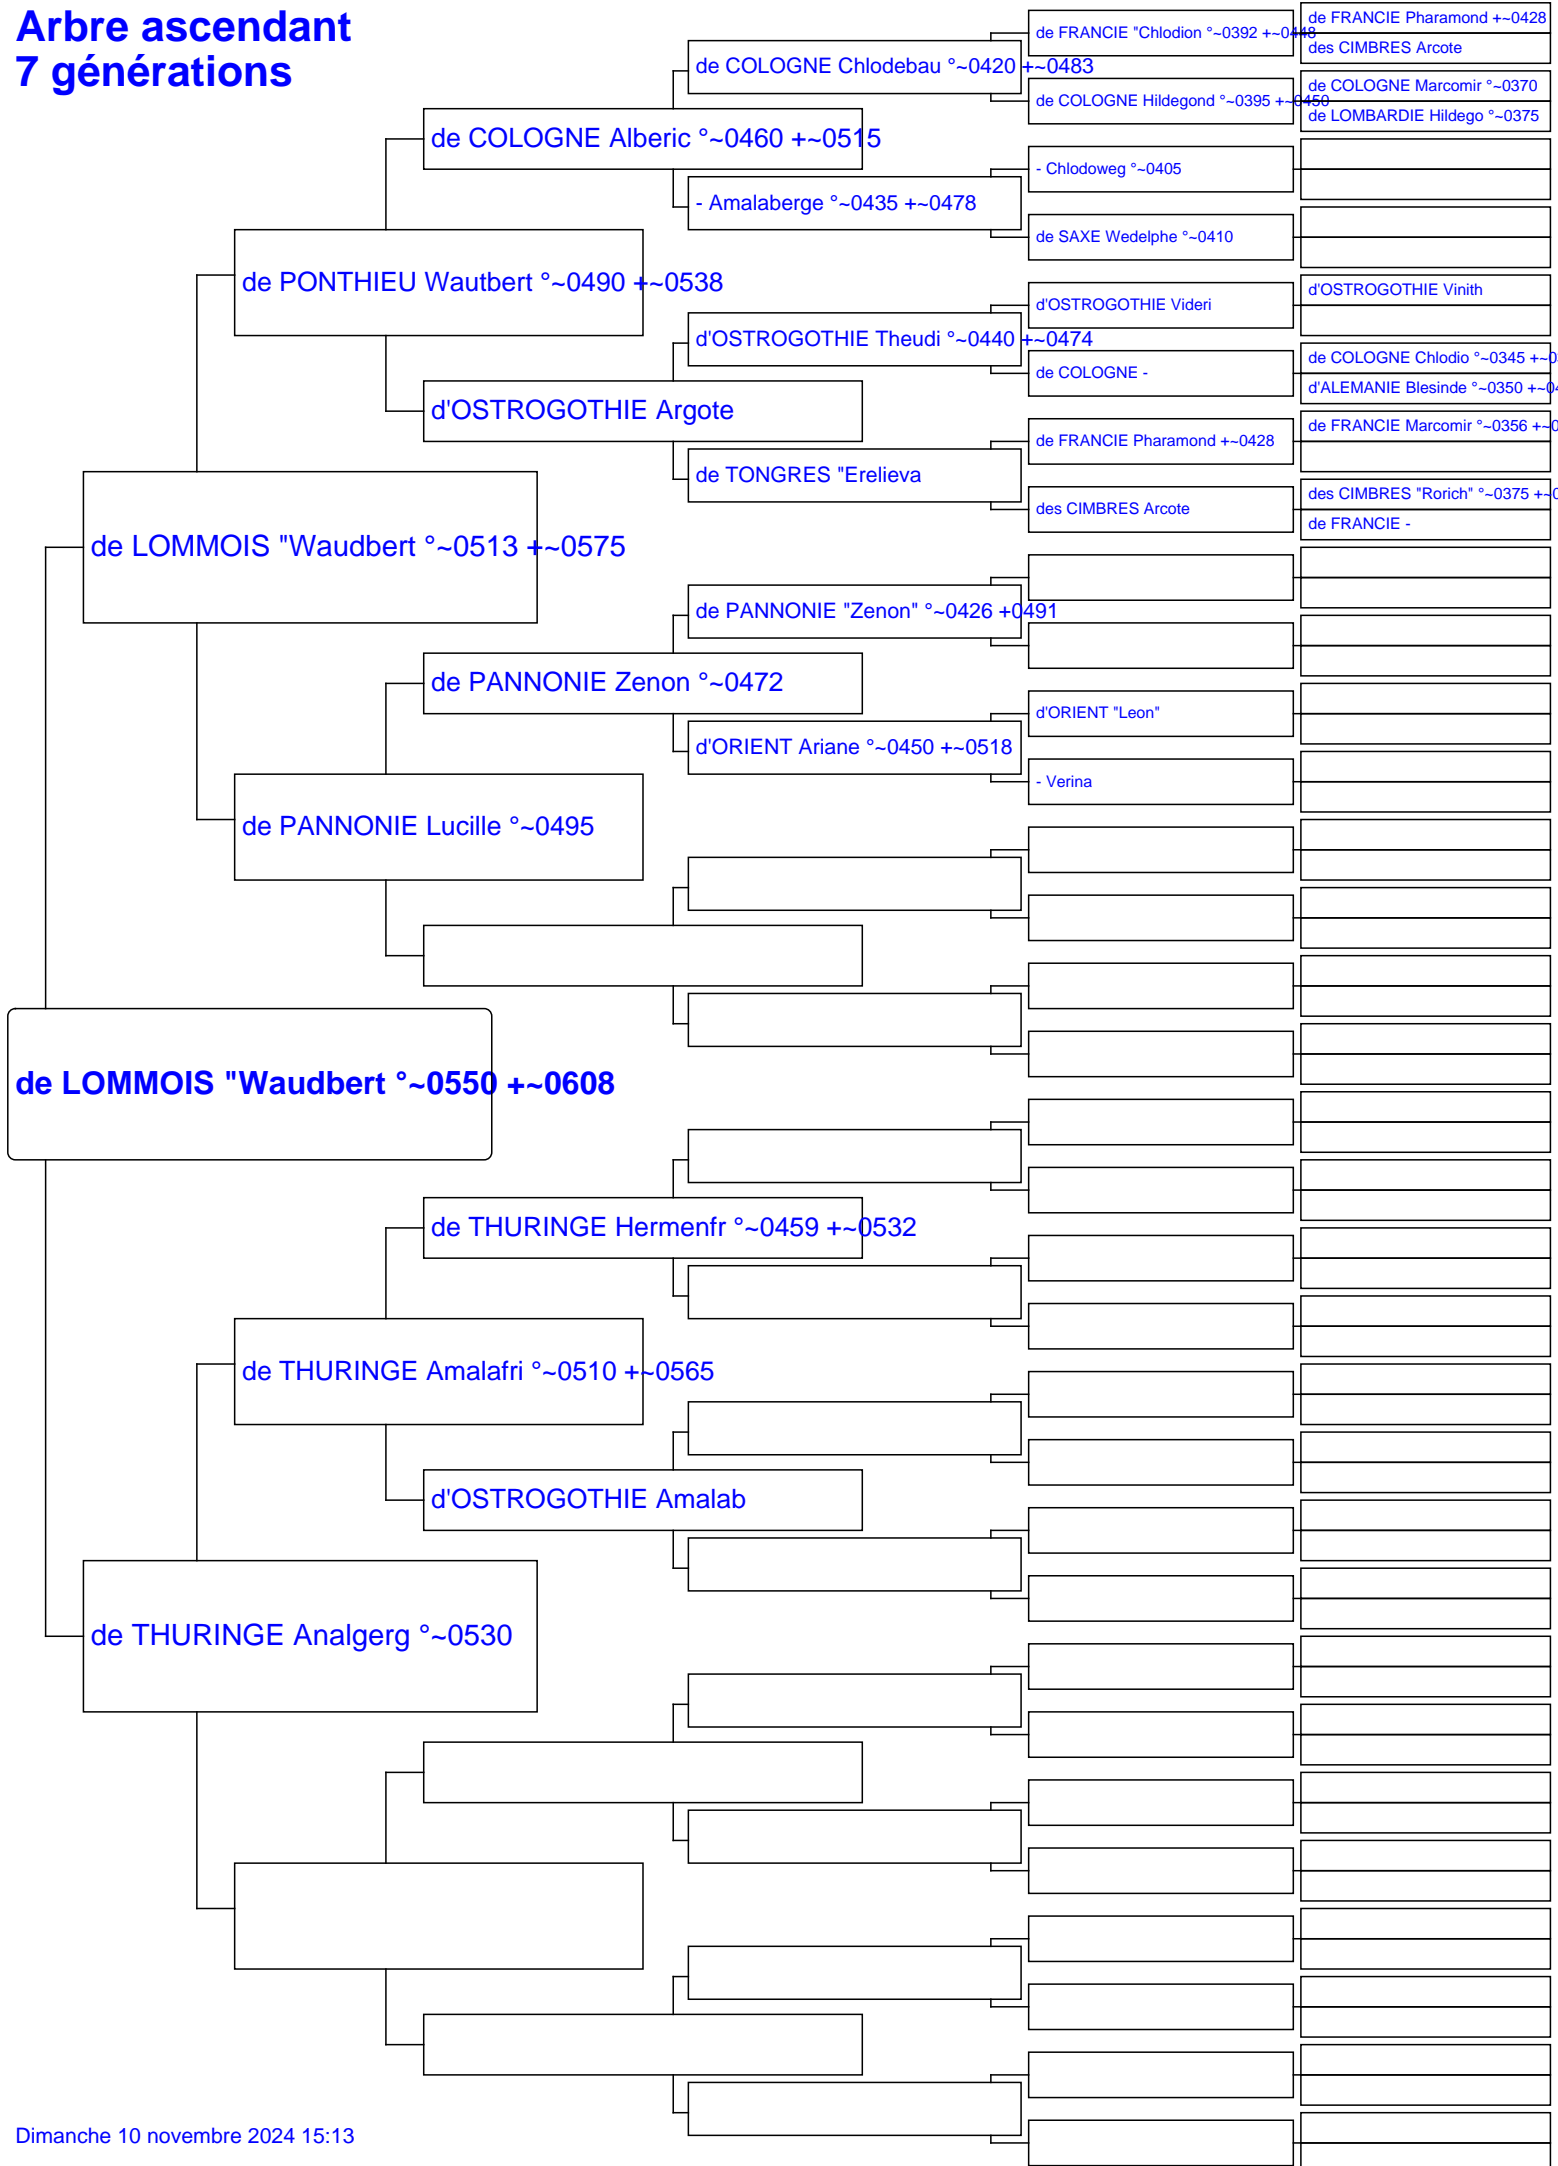 Arbre ascendant
7 générations
de LOMMOIS "Waudbert °~0550 +~0608
de LOMMOIS "Waudbert °~0513 +~0575
de THURINGE Analgerg °~0530
de PONTHIEU Wautbert °~0490 +~0538
de PANNONIE Lucille °~0495
de THURINGE Amalafri °~0510 +~0565
de COLOGNE Alberic °~0460 +~0515
d'OSTROGOTHIE Argote
de PANNONIE Zenon °~0472
de THURINGE Hermenfr °~0459 +~0532
d'OSTROGOTHIE Amalab
de COLOGNE Chlodebau °~0420 +~0483
- Amalaberge °~0435 +~0478
d'OSTROGOTHIE Theudi °~0440 +~0474
de TONGRES "Erelieva
de PANNONIE "Zenon" °~0426 +0491
d'ORIENT Ariane °~0450 +~0518
de FRANCIE "Chlodion °~0392 +~0448
de COLOGNE Hildegond °~0395 +~0450
- Chlodoweg °~0405
de SAXE Wedelphe °~0410
d'OSTROGOTHIE Videri
de COLOGNE -
de FRANCIE Pharamond +~0428
des CIMBRES Arcote
d'ORIENT "Leon"
- Verina
de FRANCIE Pharamond +~0428
des CIMBRES Arcote
de COLOGNE Marcomir °~0370
de LOMBARDIE Hildego °~0375
d'OSTROGOTHIE Vinith
de COLOGNE Chlodio °~0345 +~0
d'ALEMANIE Blesinde °~0350 +~04
de FRANCIE Marcomir °~0356 +~0
des CIMBRES "Rorich" °~0375 +~0
de FRANCIE -
Dimanche 10 novembre 2024 15:13